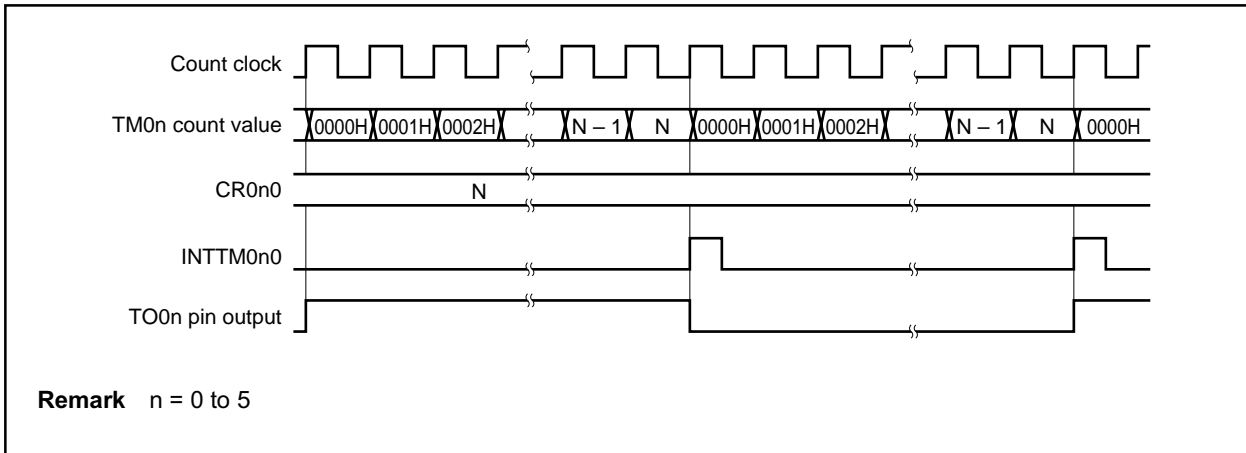 Count clock
TM0n count value 0000H 0001H 0002H N – 1 N 0000H 0001H 0002H N – 1 N 0000H
CR0n0 N
INTTM0n0
TO0n pin output
Remark n = 0 to 5